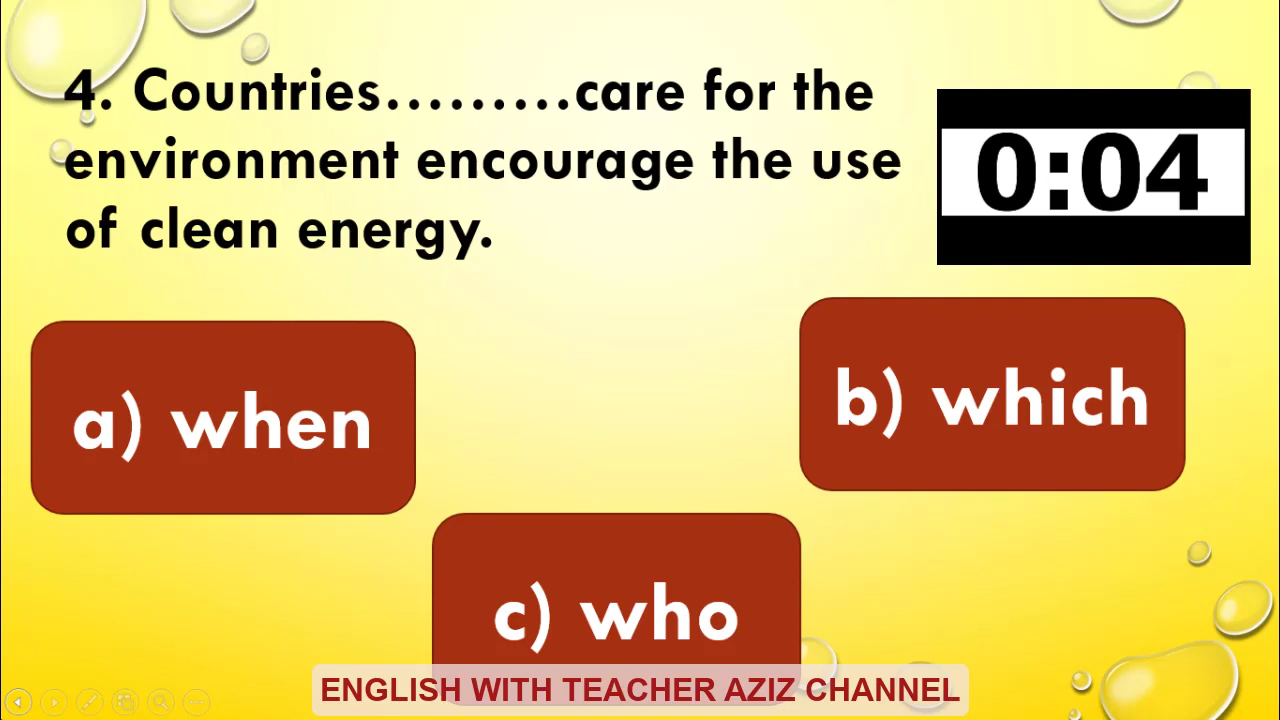 4. Countries………care for the
environment encourage the use
of clean energy.
0:04
a) when
b) which
c) who
ENGLISH WITH TEACHER AZIZ CHANNEL